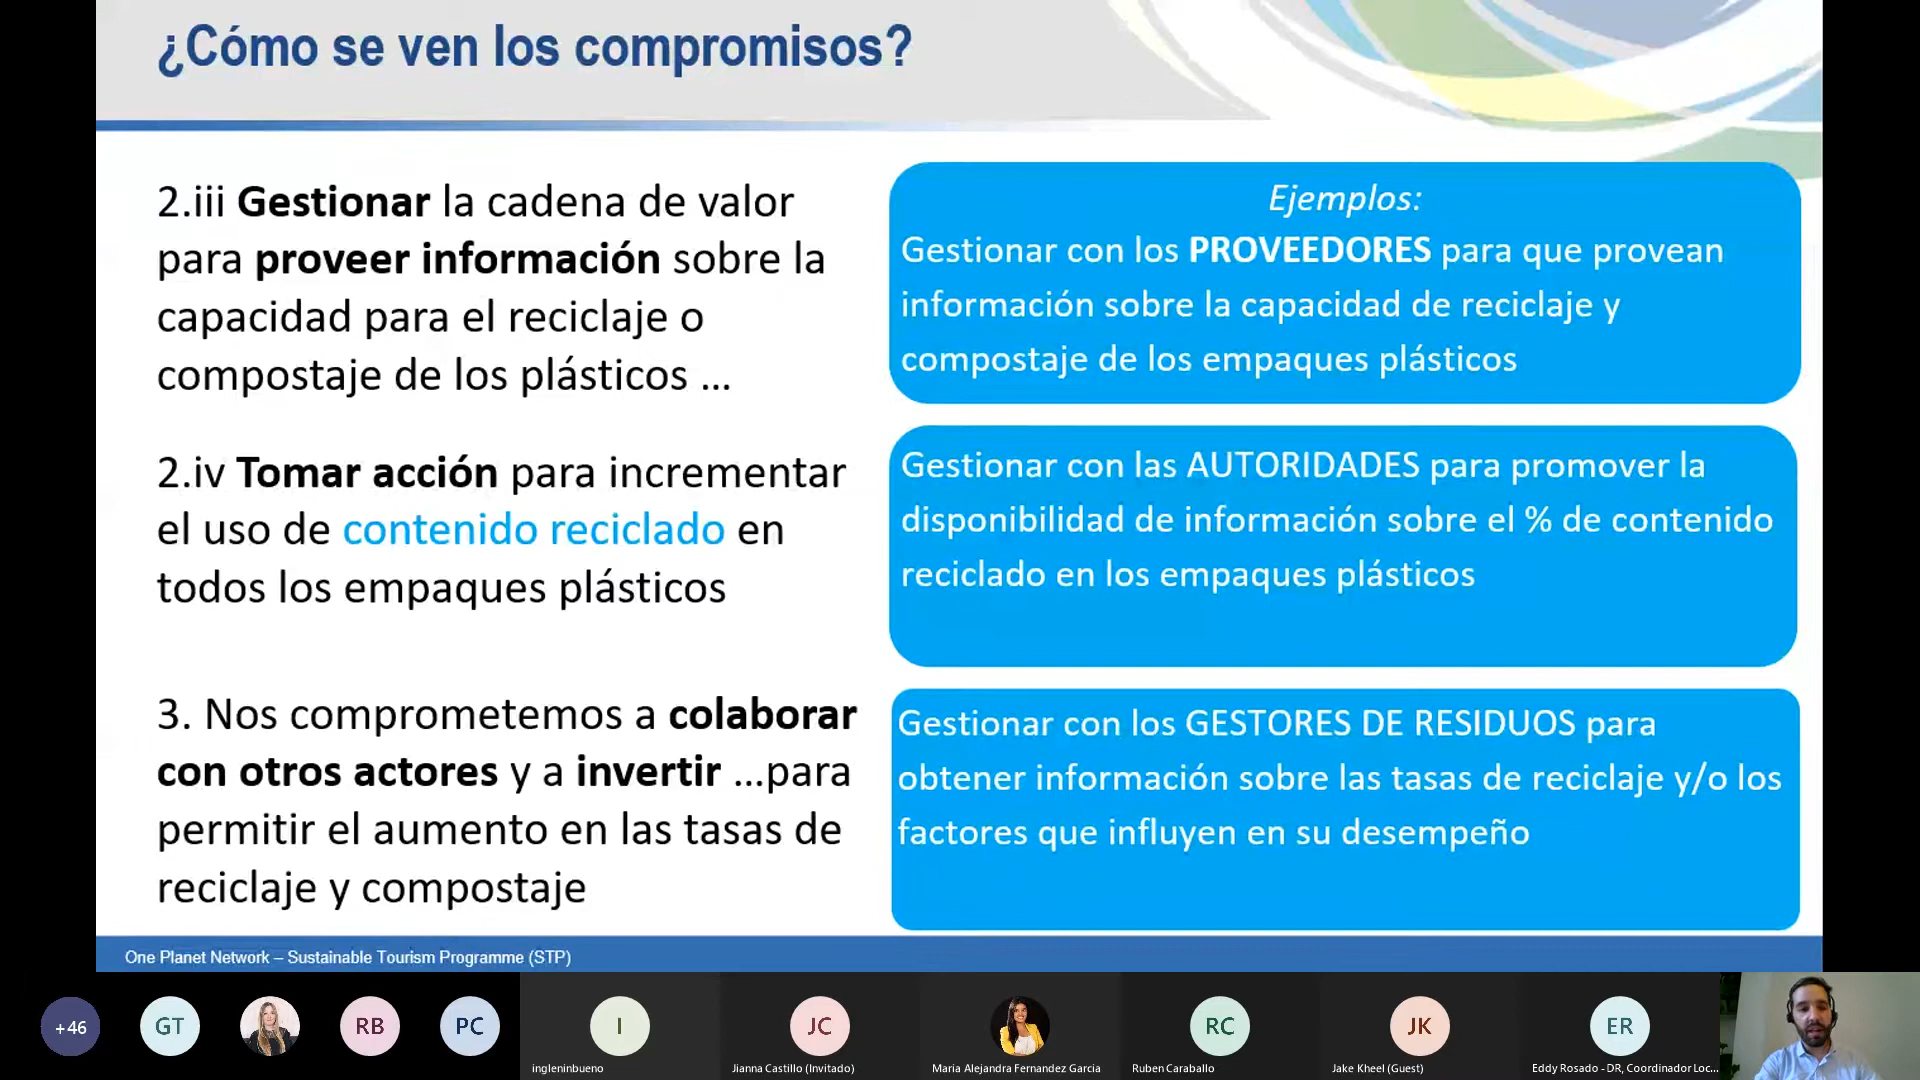 ¿Cómo se ven los compromisos?
2.iii Gestionar la cadena de valor
para proveer información sobre la
capacidad para el reciclaje o
compostaje de los plásticos ...
2.iv Tomar acción para incrementar
el uso de contenido reciclado en
todos los empaques plásticos
3. Nos comprometemos a colaborar
con otros actores y a invertir ...para
permitir el aumento en las tasas de
reciclaje y compostaje
Ejemplos:
Gestionar con los PROVEEDORES para que provean
información sobre la capacidad de reciclaje y
compostaje de los empaques plásticos
Gestionar con las AUTORIDADES para promover la
disponibilidad de información sobre el % de contenido
reciclado en los empaques plásticos
Gestionar con los GESTORES DE RESIDUOS para
obtener información sobre las tasas de reciclaje y/o los
factores que influyen en su desempeño
One Planet Network – Sustainable Tourism Programme (STP)
+46
GT
RB
PC
I
JC
RC
JK
ER
ingleninbueno
Jianna Castillo (Invitado)
Maria Alejandra Fernandez Garcia
Ruben Caraballo
Jake Kheel (Guest)
Eddy Rosado - DR, Coordinador Loc...